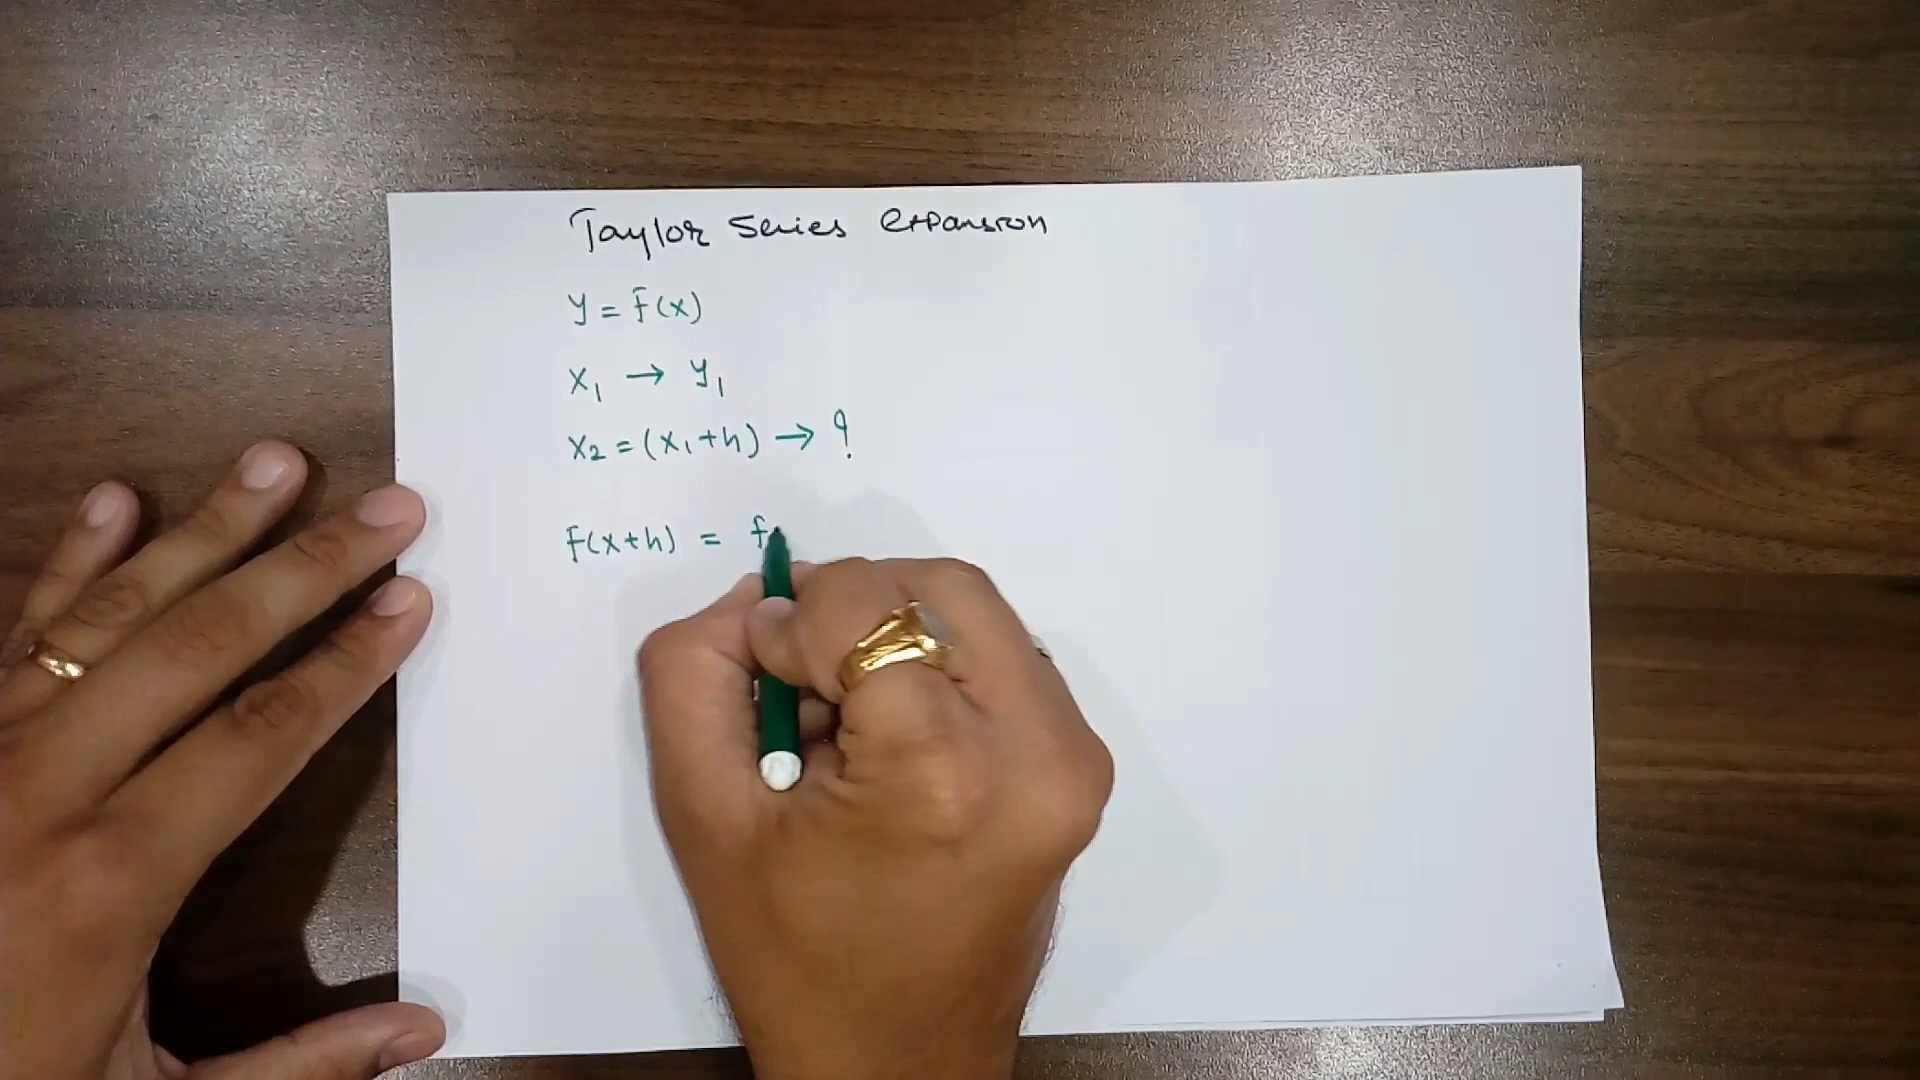 Taylor Series expansion
y = f(x)
x₁ → y₁
x₂ = (x₁+h) → ?
f(x+h) = f